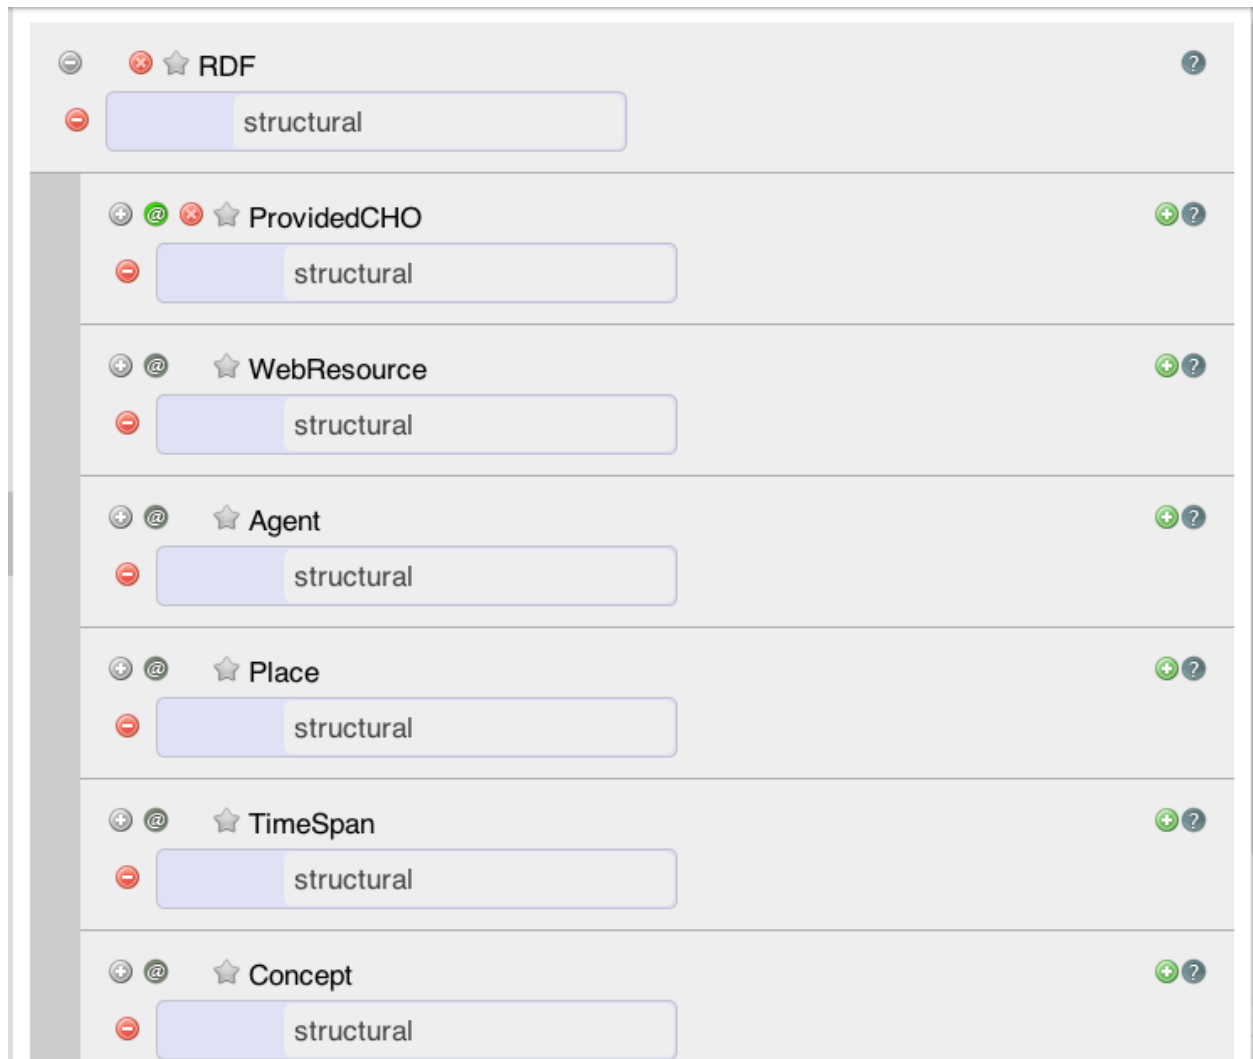 RDF
structural
ProvidedCHO
structural
WebResource
structural
Agent
structural
Place
structural
TimeSpan
structural
Concept
structural